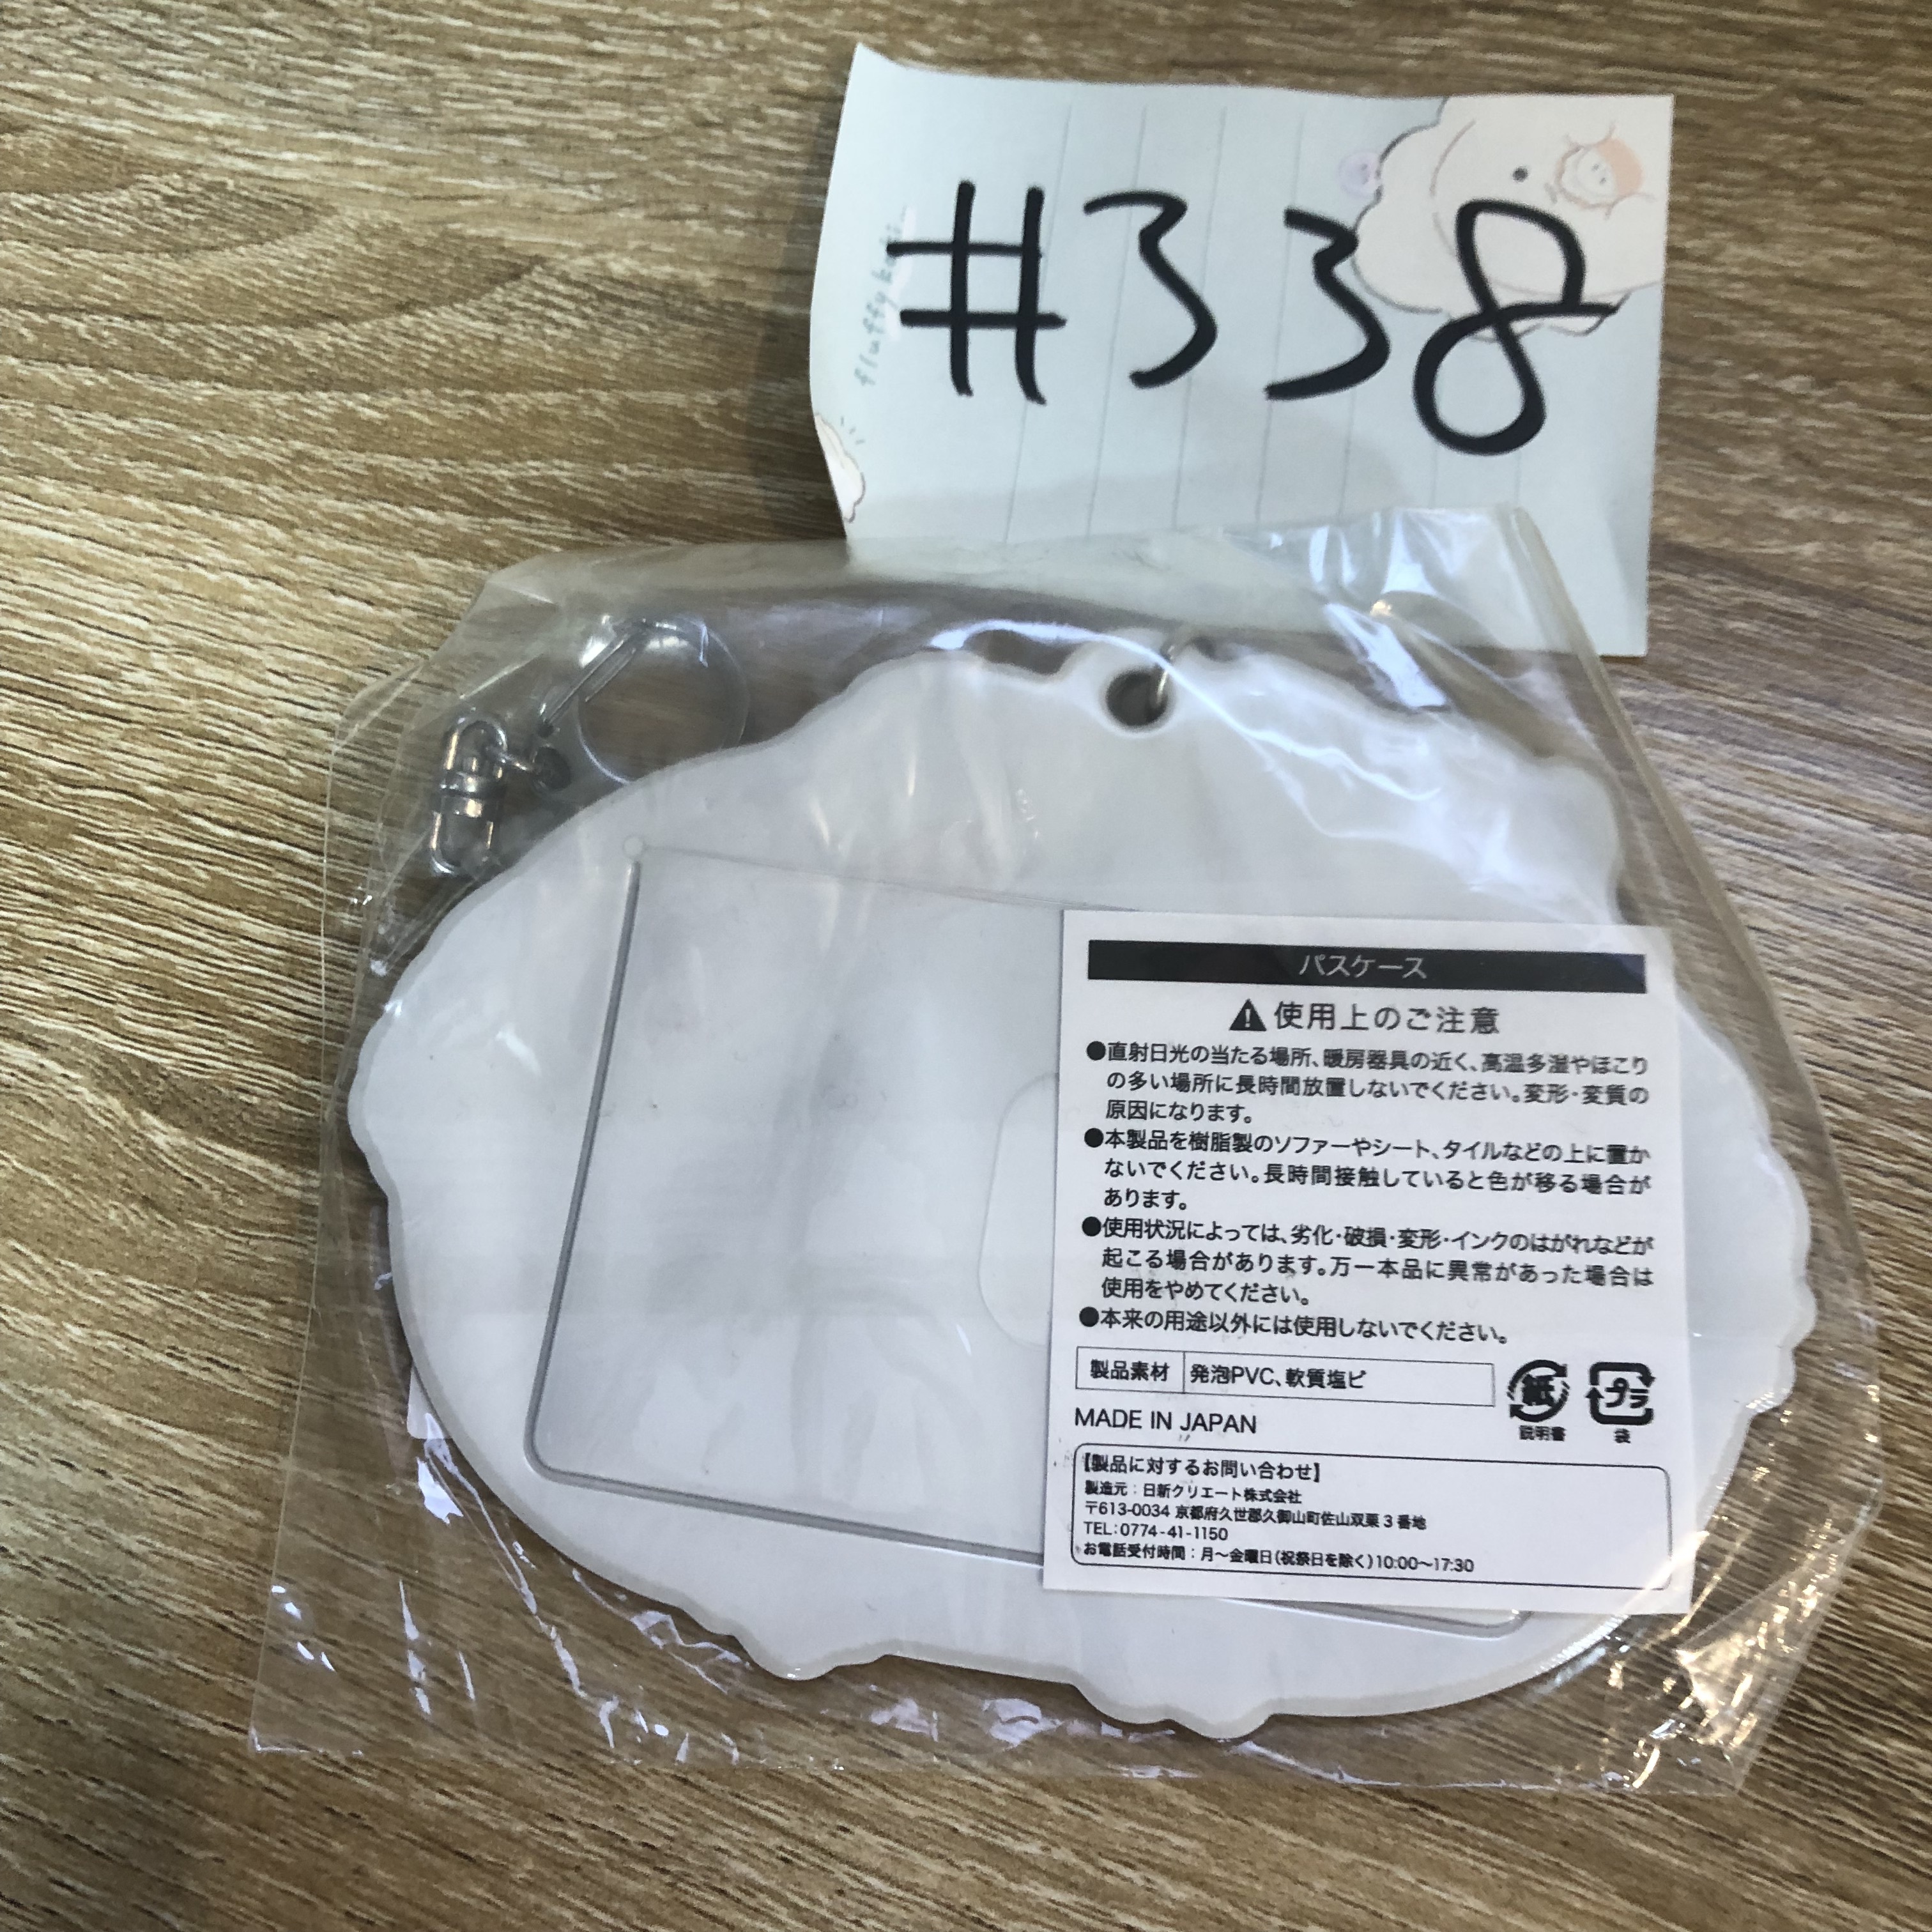 #338
fluffy
パスケース
使用上のご注意
●直射日光の当たる場所、暖房器具の近く、高温多湿やほこり
の多い場所に長時間放置しないでください。変形・変質の
原因になります。
●本製品を樹脂製のソファーやシート、タイルなどの上に置か
ないでください。長時間接触していると色が移る場合が
あります。
●使用状況によっては、劣化・破損・変形・インクのはがれなどが
起こる場合があります。万一本品に異常があった場合は
使用をやめてください。
●本来の用途以外には使用しないでください。
製品素材 発泡PVC、軟質塩ビ
紙 プラ
説明書 袋
MADE IN JAPAN
【製品に対するお問い合わせ】
製造元：日新クリエート株式会社
〒613-0034 京都府久世郡久御山町佐山双栗3番地
TEL：0774-41-1150
お電話受付時間：月〜金曜日(祝祭日を除く)10:00〜17:30